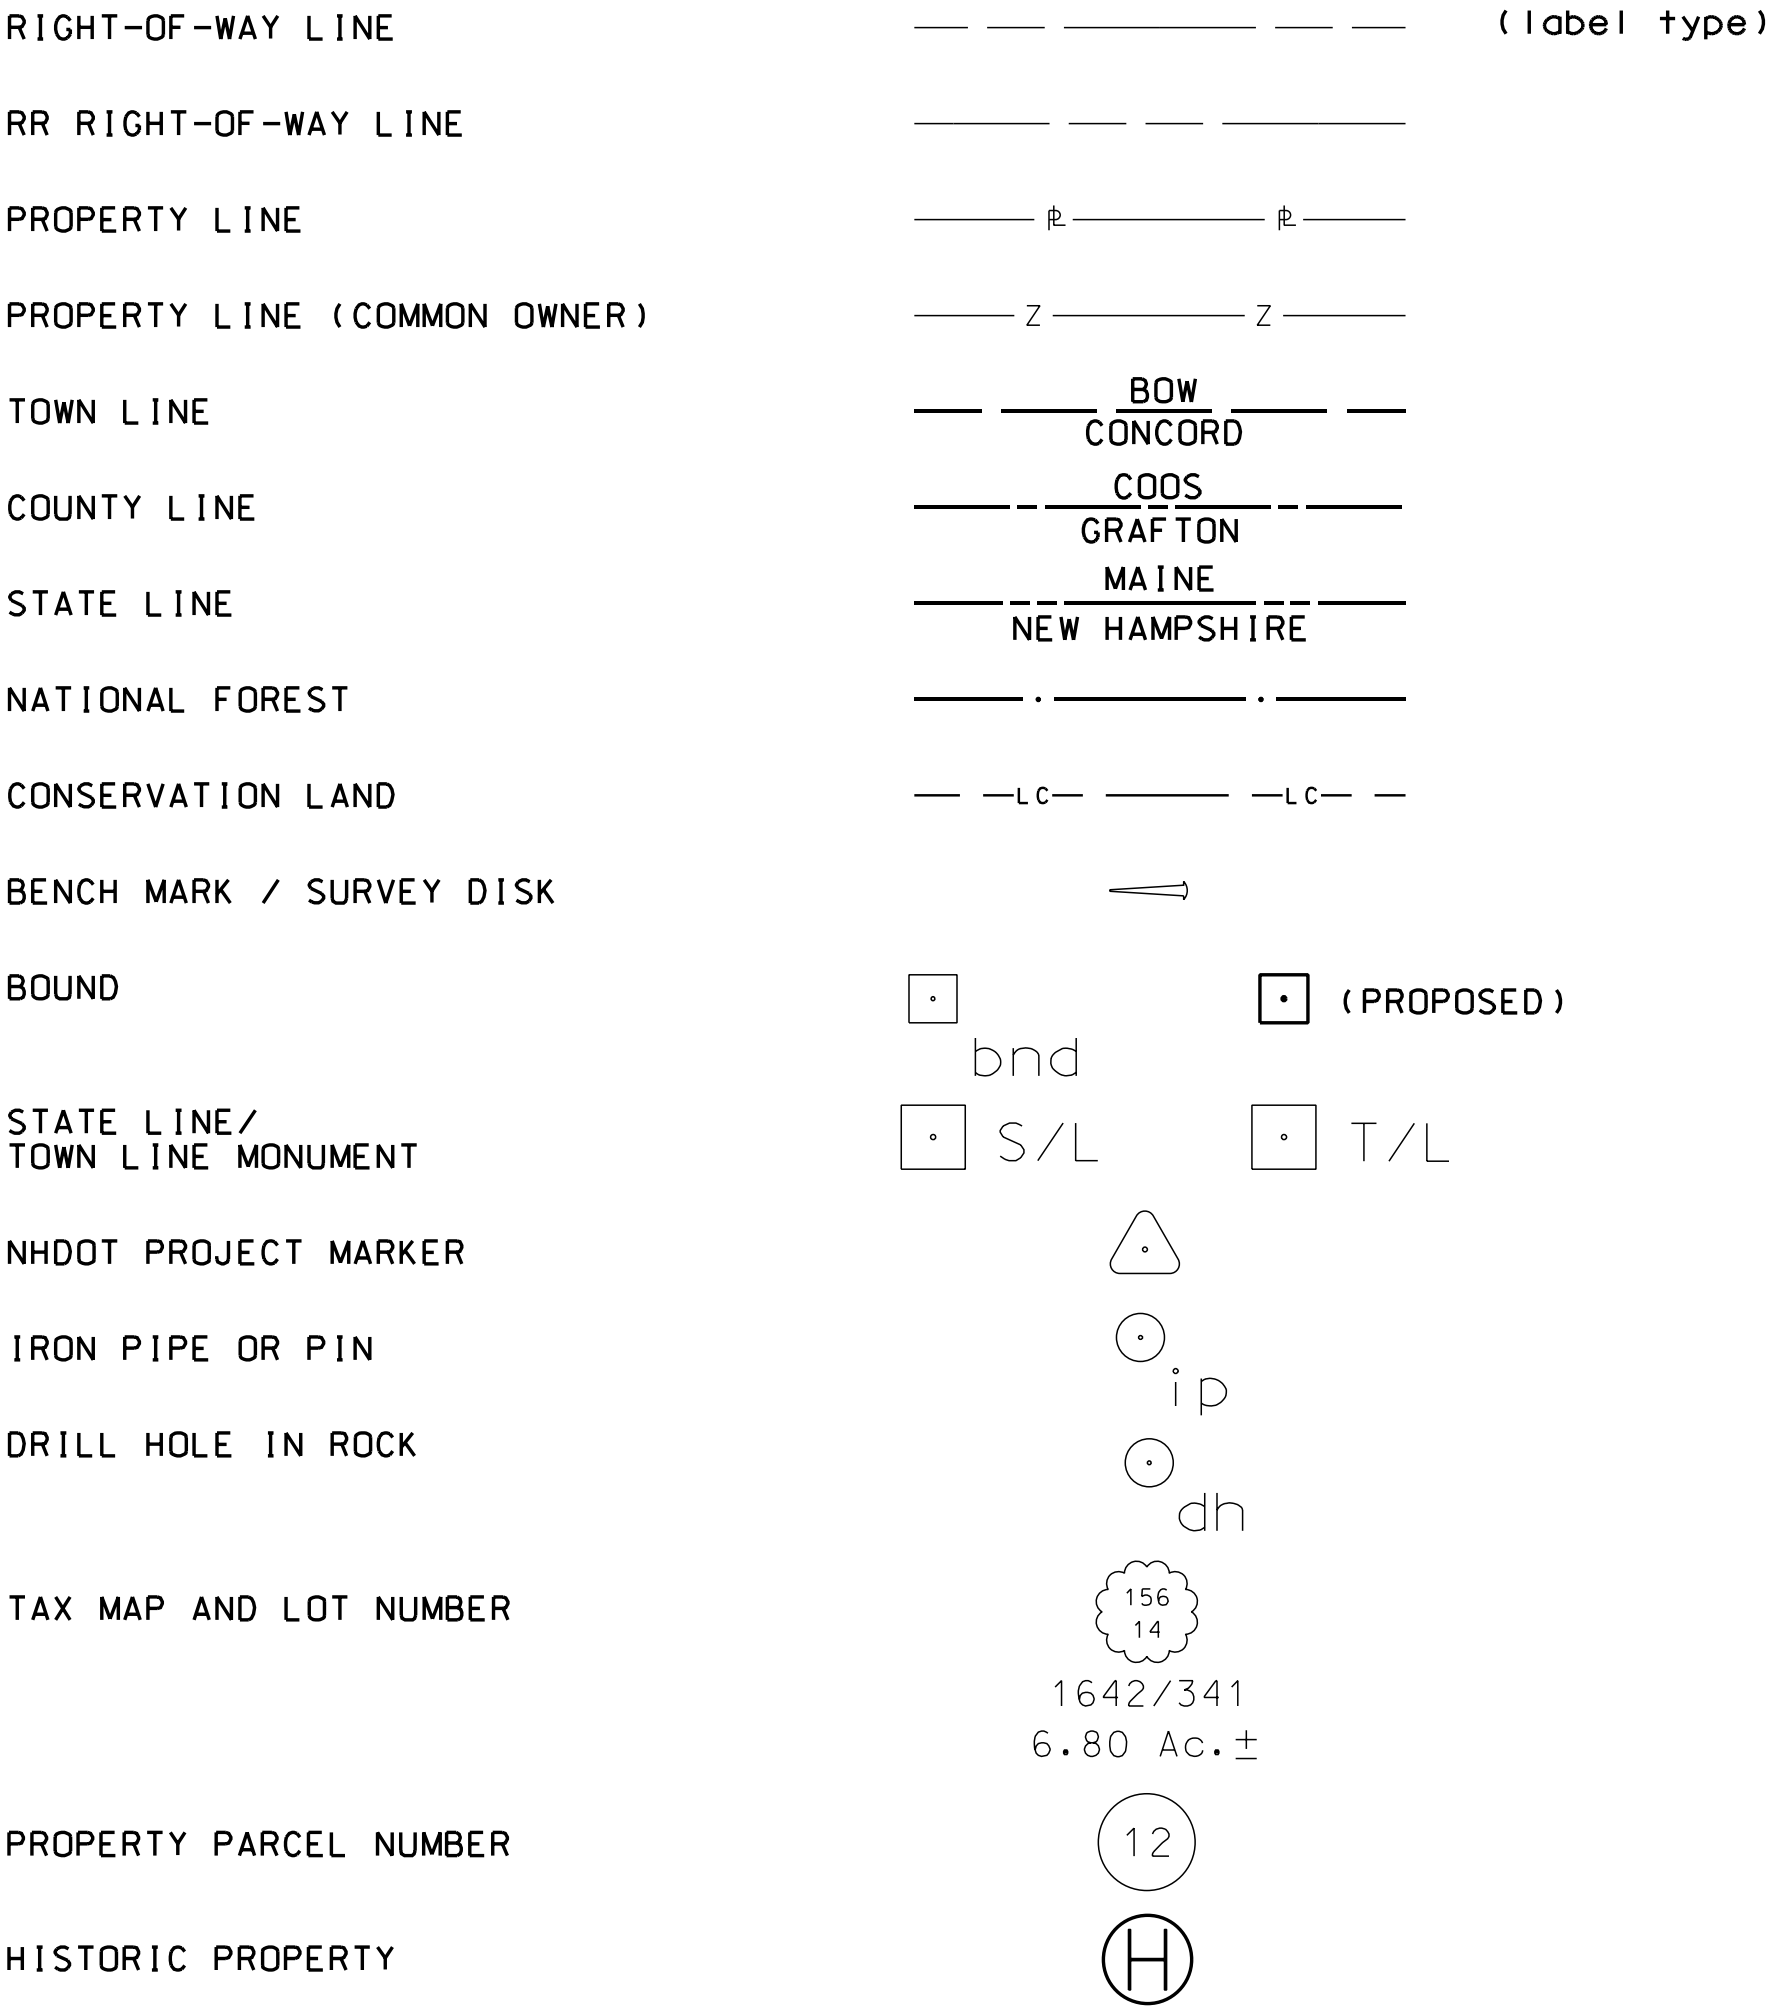 RIGHT-OF-WAY LINE (label type)
RR RIGHT-OF-WAY LINE
PROPERTY LINE PL PL
PROPERTY LINE (COMMON OWNER) Z Z
BOW
TOWN LINE
CONCORD
COOS
COUNTY LINE
GRAFTON
MAINE
STATE LINE
NEW HAMPSHIRE
NATIONAL FOREST
CONSERVATION LAND LC LC
BENCH MARK / SURVEY DISK
BOUND (PROPOSED)
bnd
STATE LINE/
TOWN LINE MONUMENT S/L T/L
NHDOT PROJECT MARKER
IRON PIPE OR PIN
ip
DRILL HOLE IN ROCK
dh
TAX MAP AND LOT NUMBER 156
14
1642/341
6.80 Ac.±
PROPERTY PARCEL NUMBER 12
HISTORIC PROPERTY H